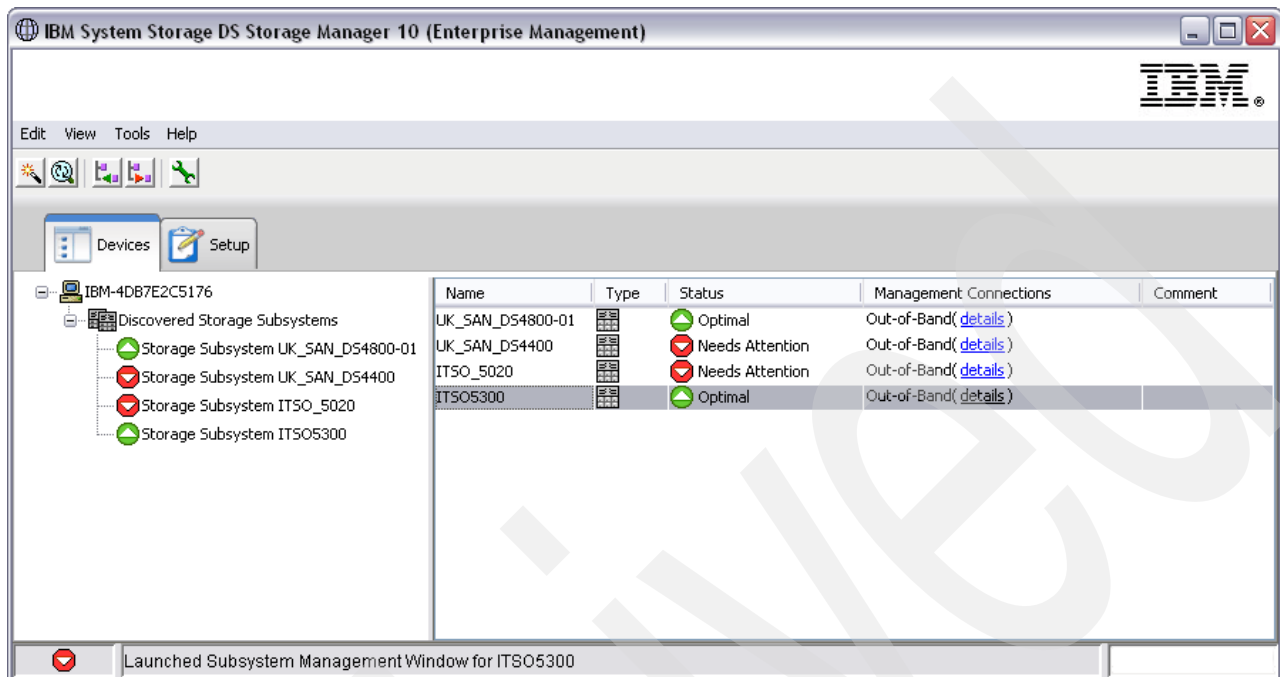 IBM System Storage DS Storage Manager 10 (Enterprise Management)
IBM®
Edit View Tools Help
Devices Setup
IBM-4DB7E2C5176
Discovered Storage Subsystems
Storage Subsystem UK_SAN_DS4800-01
Storage Subsystem UK_SAN_DS4400
Storage Subsystem ITSO_5020
Storage Subsystem ITSO5300
Name Type Status Management Connections Comment
UK_SAN_DS4800-01 Optimal Out-of-Band( details )
UK_SAN_DS4400 Needs Attention Out-of-Band( details )
ITSO_5020 Needs Attention Out-of-Band( details )
ITSO5300 Optimal Out-of-Band( details )
Launched Subsystem Management Window for ITSO5300